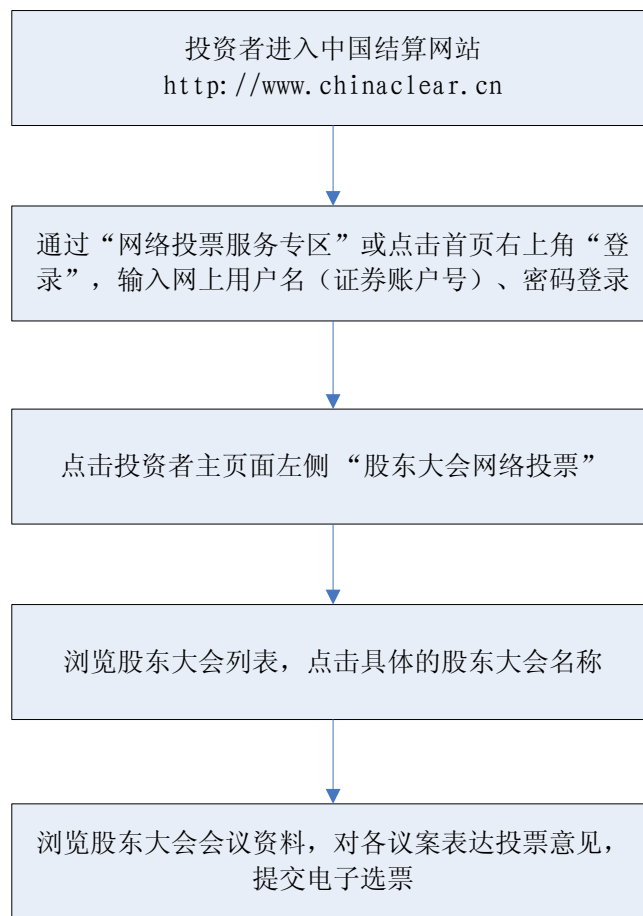 投资者进入中国结算网站
http://www.chinaclear.cn
通过“网络投票服务专区”或点击首页右上角“登
录”，输入网上用户名（证券账户号）、密码登录
点击投资者主页面左侧 “股东大会网络投票”
浏览股东大会列表，点击具体的股东大会名称
浏览股东大会会议资料，对各议案表达投票意见，
提交电子选票